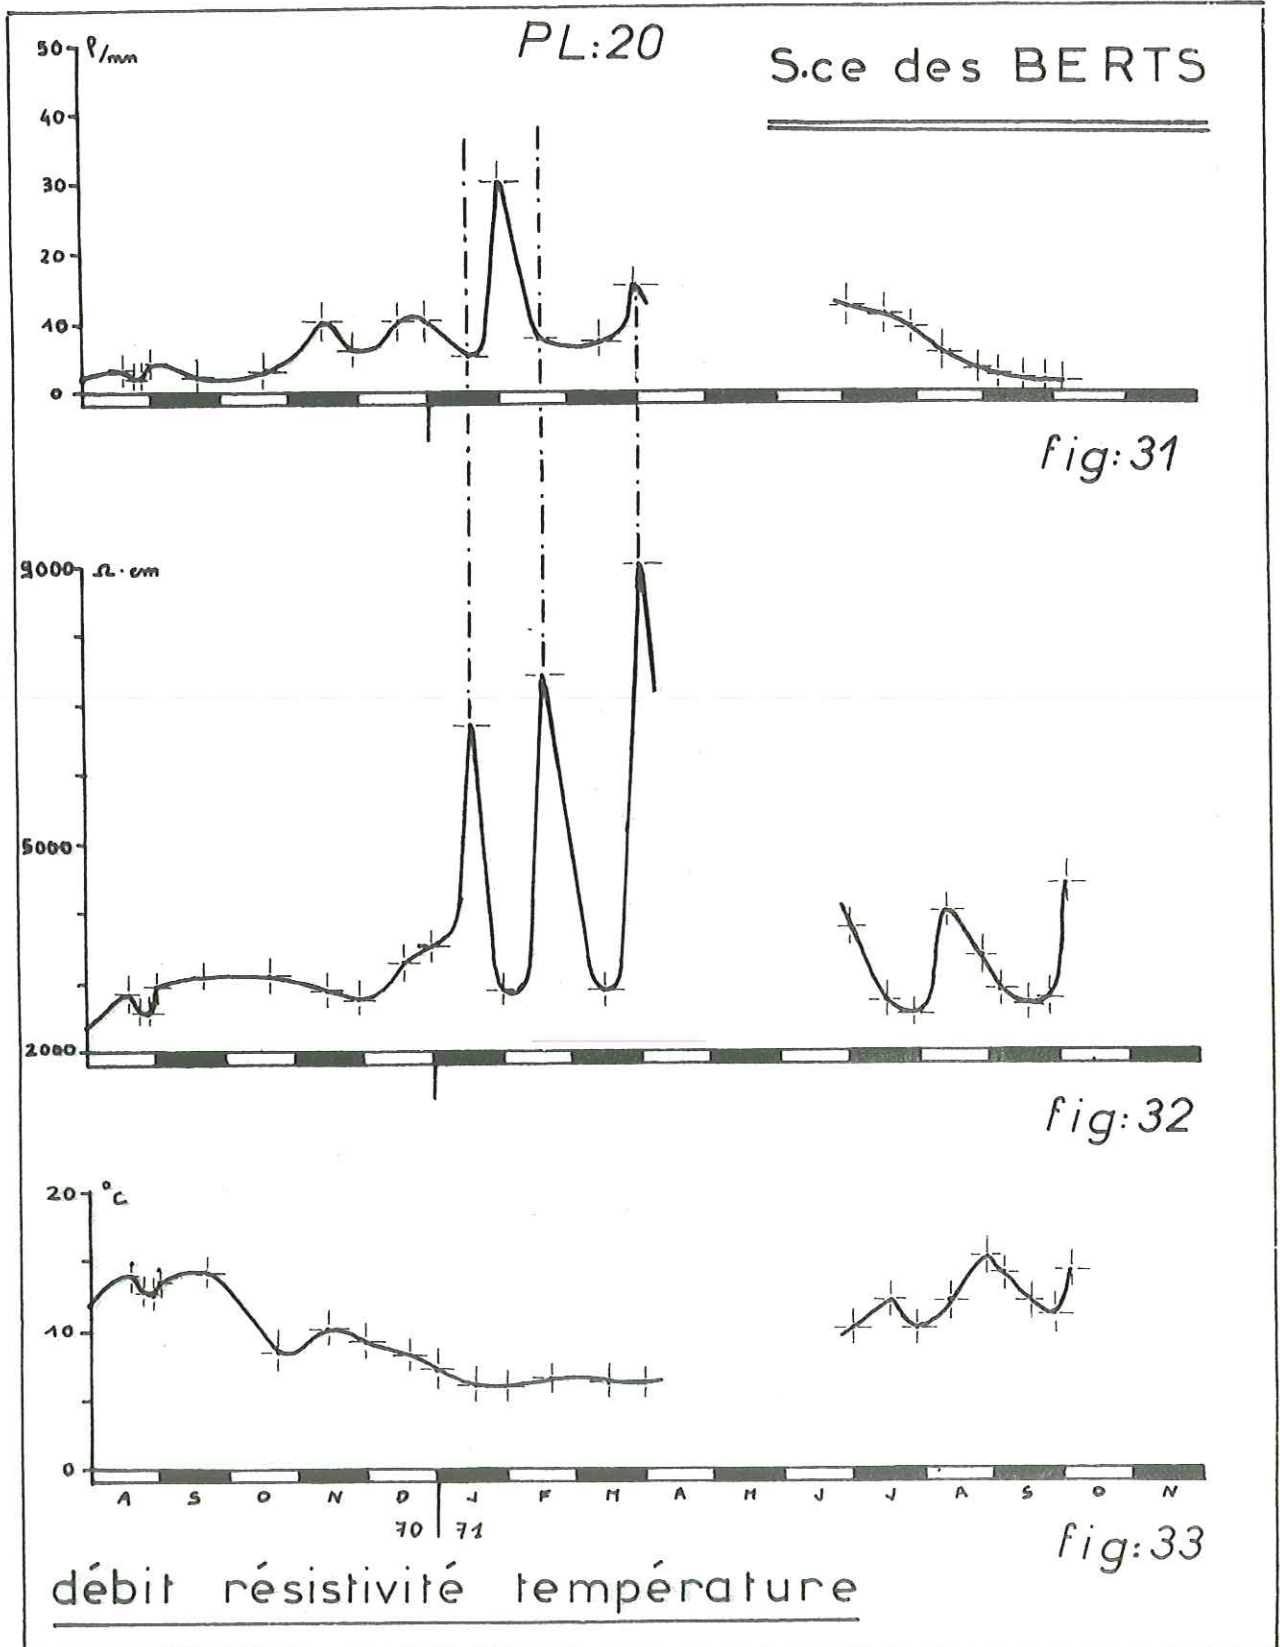 PL:20
S.ce des BERTS
50 l/mn
40
30
20
10
0
fig:31
9000 Ω·cm
5000
2000
fig:32
20 °C
10
0
A S O N D J F M A M J J A S O N
70 71
fig:33
débit résistivité température